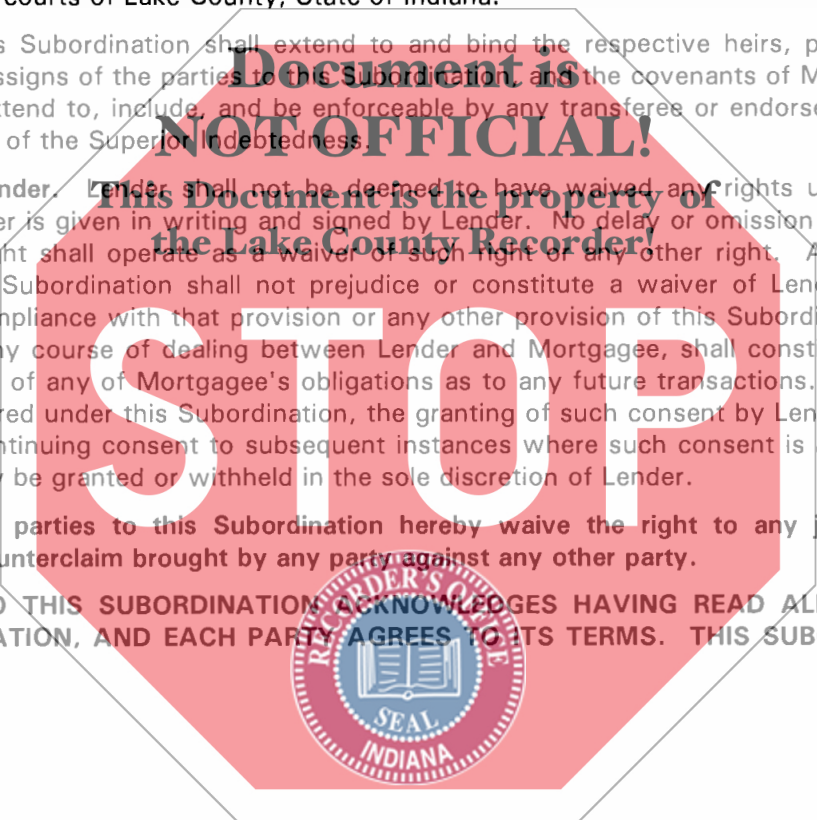 courts of Lake County, State of Indiana.
s Subordination shall extend to and bind the respective heirs, p
ssigns of the parties to this Subordination, and the covenants of M
xtend to, include, and be enforceable by any transferee or endorse
of the Superior Indebtedness.
Document is
NOT OFFICIAL!
This Document is the property of
the Lake County Recorder!
nder. Lender shall not be deemed to have waived any rights u
er is given in writing and signed by Lender. No delay or omission
ht shall operate as a waiver of such right or any other right. A
Subordination shall not prejudice or constitute a waiver of Lend
mpliance with that provision or any other provision of this Subordi
ny course of dealing between Lender and Mortgagee, shall const
of any of Mortgagee's obligations as to any future transactions.
red under this Subordination, the granting of such consent by Len
ntinuing consent to subsequent instances where such consent is
y be granted or withheld in the sole discretion of Lender.
STOP
parties to this Subordination hereby waive the right to any j
unterclaim brought by any party against any other party.
O THIS SUBORDINATION ACKNOWLEDGES HAVING READ ALL
ATION, AND EACH PARTY AGREES TO ITS TERMS. THIS SUB
RECORDER'S OFFICE
SEAL
INDIANA